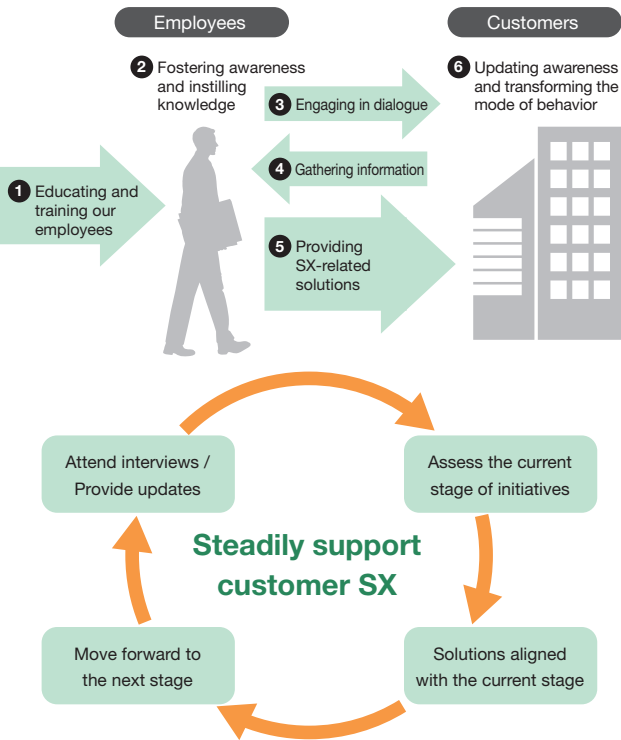 Employees
Customers
2 Fostering awareness
and instilling
knowledge
6 Updating awareness
and transforming the
mode of behavior
3 Engaging in dialogue
4 Gathering information
1 Educating and
training our
employees
5 Providing
SX-related
solutions
Attend interviews /
Provide updates
Assess the current
stage of initiatives
Steadily support
customer SX
Move forward to
the next stage
Solutions aligned
with the current stage